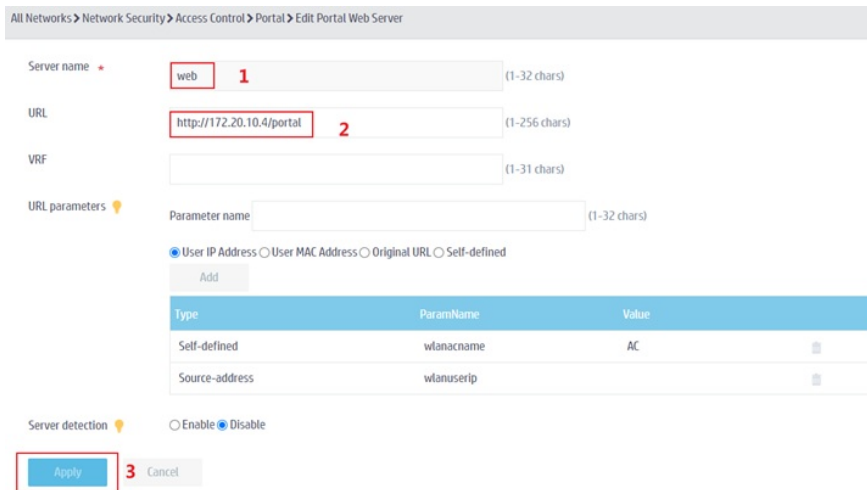 All Networks > Network Security > Access Control > Portal > Edit Portal Web Server
Server name * web 1 (1-32 chars)
URL http://172.20.10.4/portal 2 (1-256 chars)
VRF (1-31 chars)
URL parameters Parameter name (1-32 chars)
User IP Address User MAC Address Original URL Self-defined
Add
Type ParamName Value
Self-defined wlanacname AC
Source-address wlanuserip
Server detection Enable Disable
Apply 3 Cancel